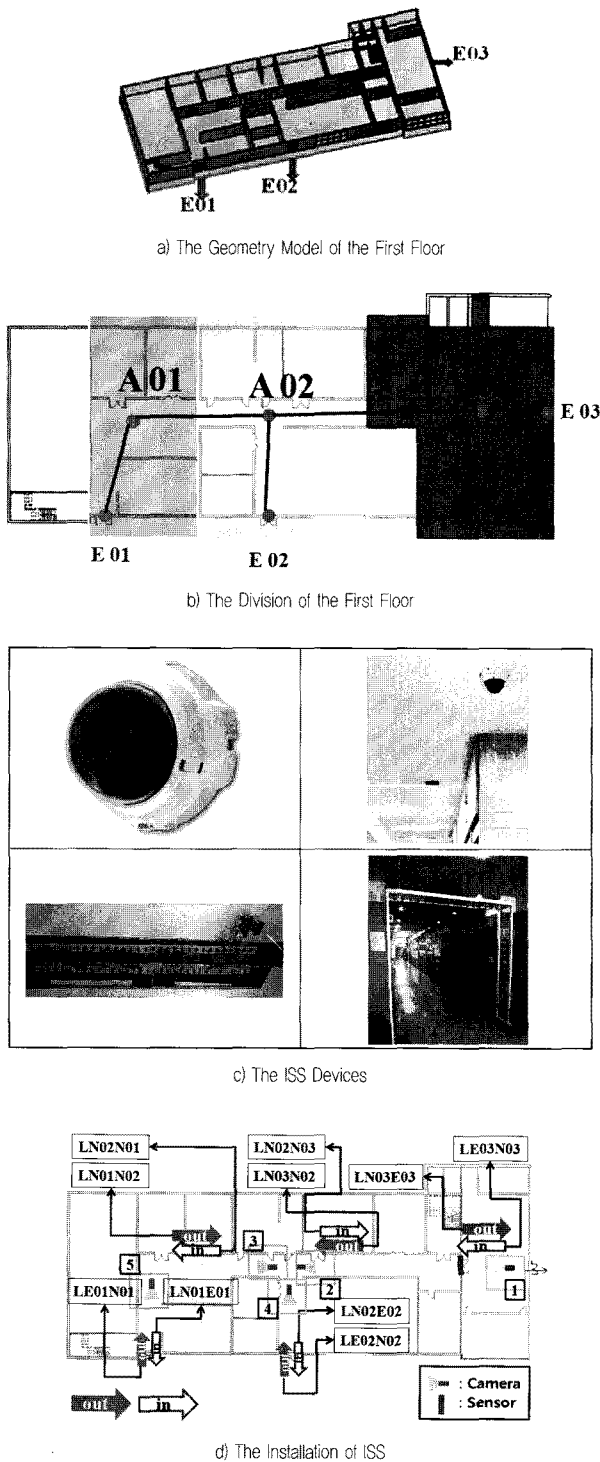 E03
E02
E01
a) The Geometry Model of the First Floor
A 01
A 02
E 03
E 01
E 02
b) The Division of the First Floor
c) The ISS Devices
LN02N01
LN02N03
LE03N03
LN01N02
LN03N02
LN03E03
out
in
out
in
out
in
3
5
2
1
4
LE01N01
LN01E01
LN02E02
LE02N02
out
in
: Camera
: Sensor
d) The Installation of ISS